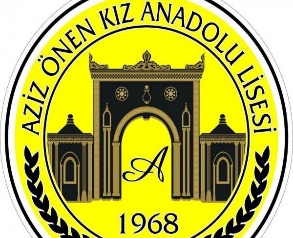 AZİZ ÖNEN KIZ ANADOLU LİSESİ
A
1968